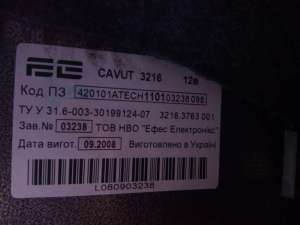 CAVUT 3216 12в
Код ПЗ 420101ATECH110103238098
ТУ У 31.6-003-30199124-07 3216.3763 001
Зав.№ 03238 ТОВ НВО "Ефес Електронікс"
Дата вигот. 09.2008 Виготовлено в Україні
L080903238